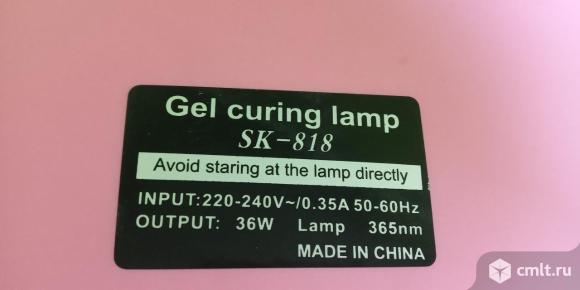 Gel curing lamp
SK-818
Avoid staring at the lamp directly
INPUT:220-240V~/0.35A 50-60Hz
OUTPUT: 36W Lamp 365nm
MADE IN CHINA
cmlt.ru